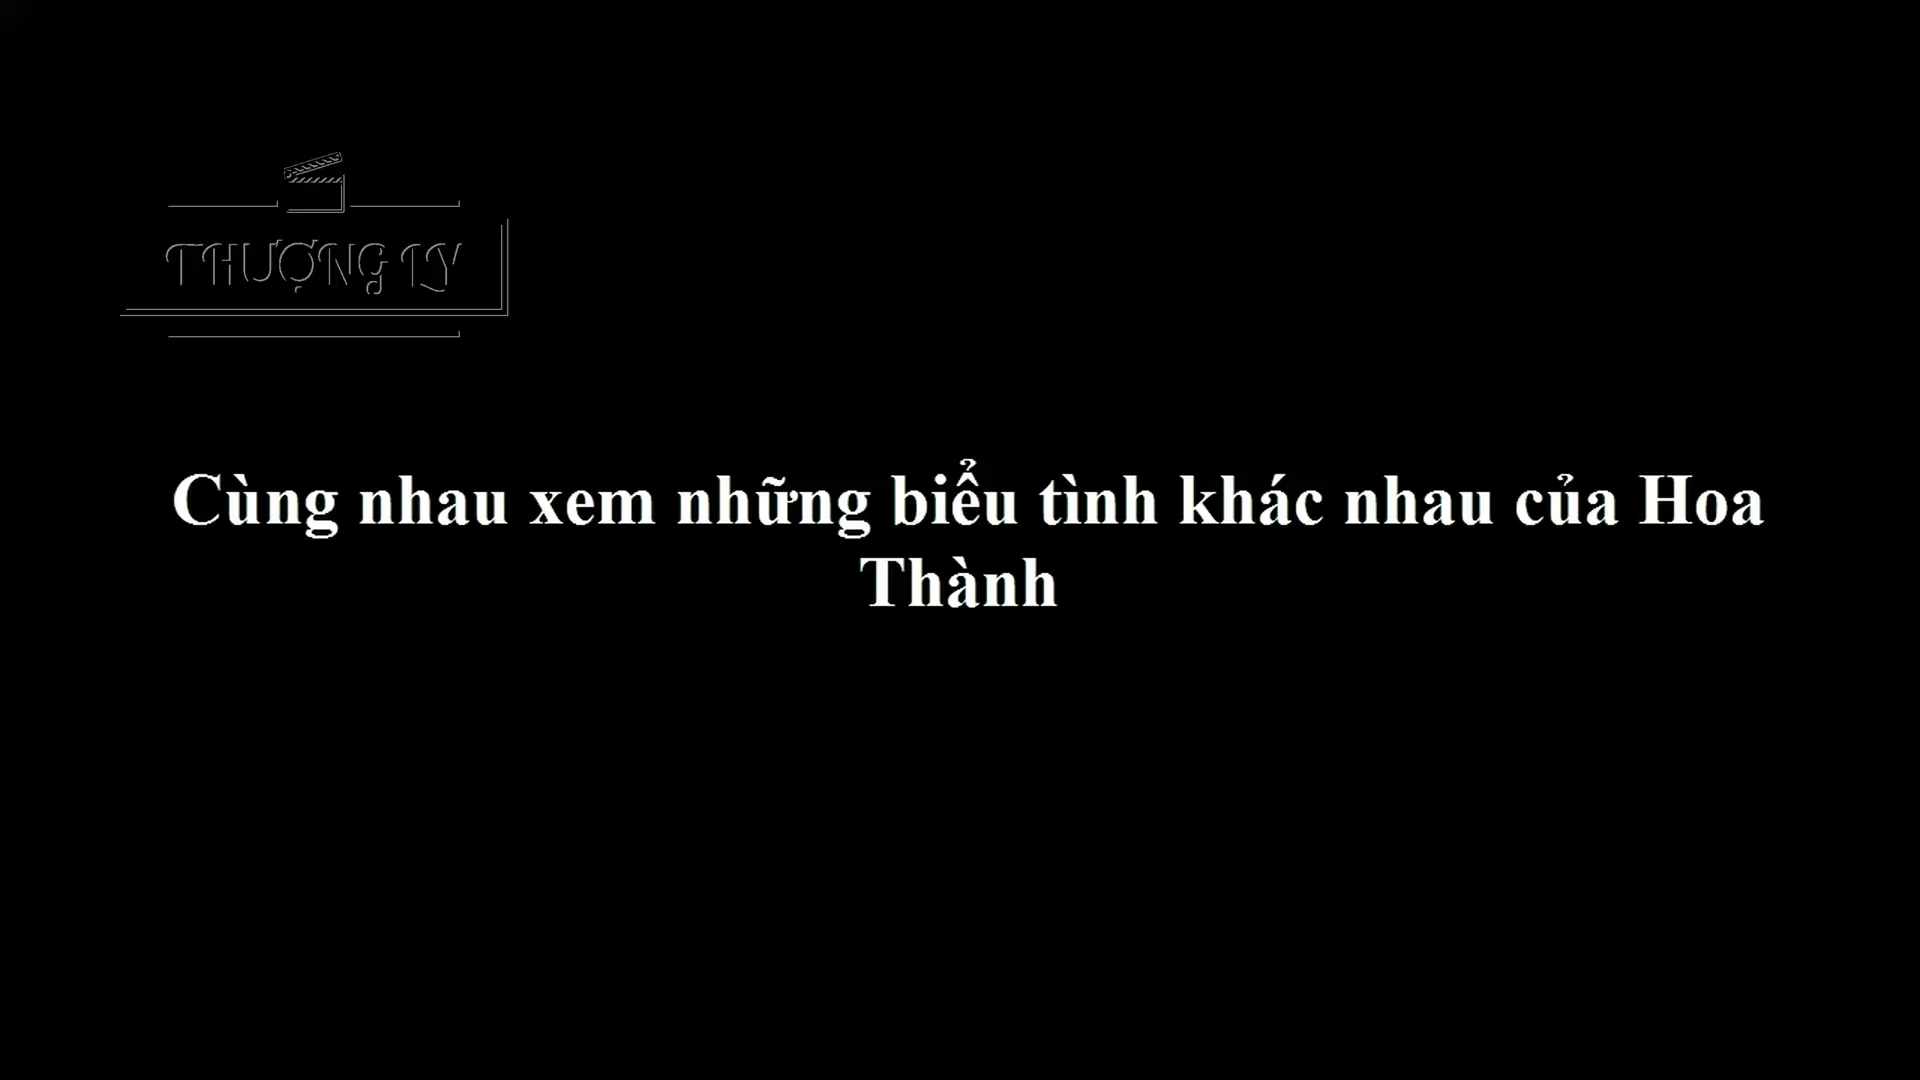 THƯỢNG LY
Cùng nhau xem những biểu tình khác nhau của Hoa
Thành